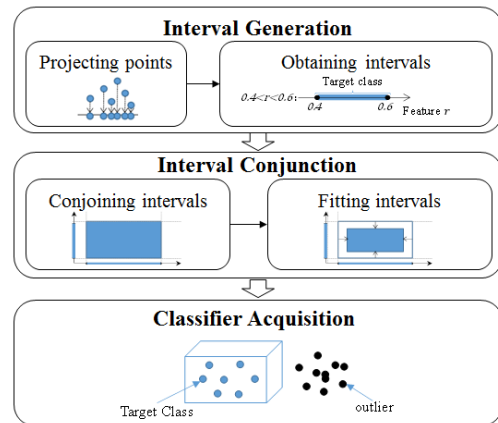 Interval Generation
Projecting points
Obtaining intervals
Target class
0.4<r<0.6:
0.4
0.6
Feature r
Interval Conjunction
Conjoining intervals
Fitting intervals
Classifier Acquisition
Target Class
outlier